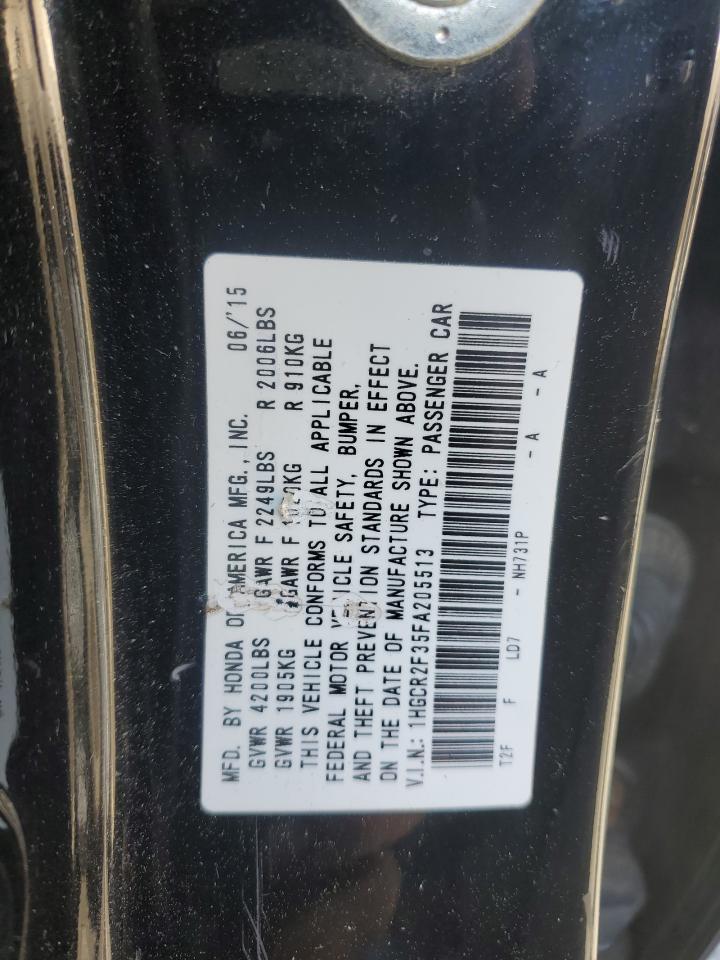 MFD. BY HONDA OF AMERICA MFG., INC. 06/'15
GVWR 4200LBS GAWR F 2249LBS R 2006LBS
GVWR 1905KG GAWR F R 910KG
THIS VEHICLE CONFORMS TO ALL APPLICABLE
FEDERAL MOTOR VEHICLE SAFETY, BUMPER,
AND THEFT PREVENTION STANDARDS IN EFFECT
ON THE DATE OF MANUFACTURE SHOWN ABOVE.
V.I.N.: 1HGCR2F35FA205513 TYPE: PASSENGER CAR
T2F F LD7 - NH731P - A - A